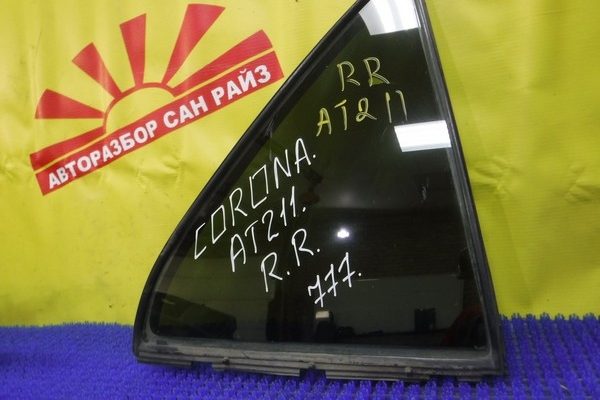 АВТОРАЗБОР САН РАЙЗ
RR
AT211
CORONA.
AT211.
R.R.
777.